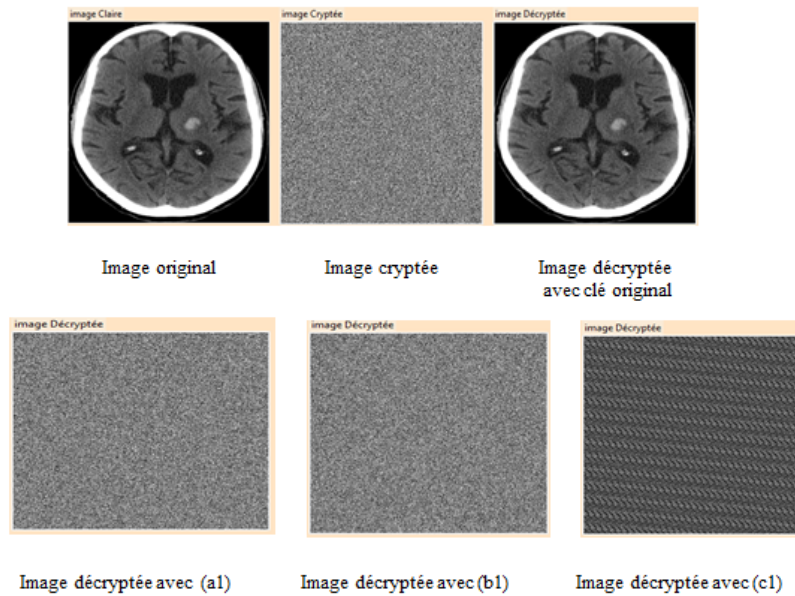 image Claire
image Cryptée
image Décryptée
Image original
Image cryptée
Image décryptée
avec clé original
image Décryptée
image Décryptée
image Décryptée
Image décryptée avec (a1)
Image décryptée avec (b1)
Image décryptée avec (c1)